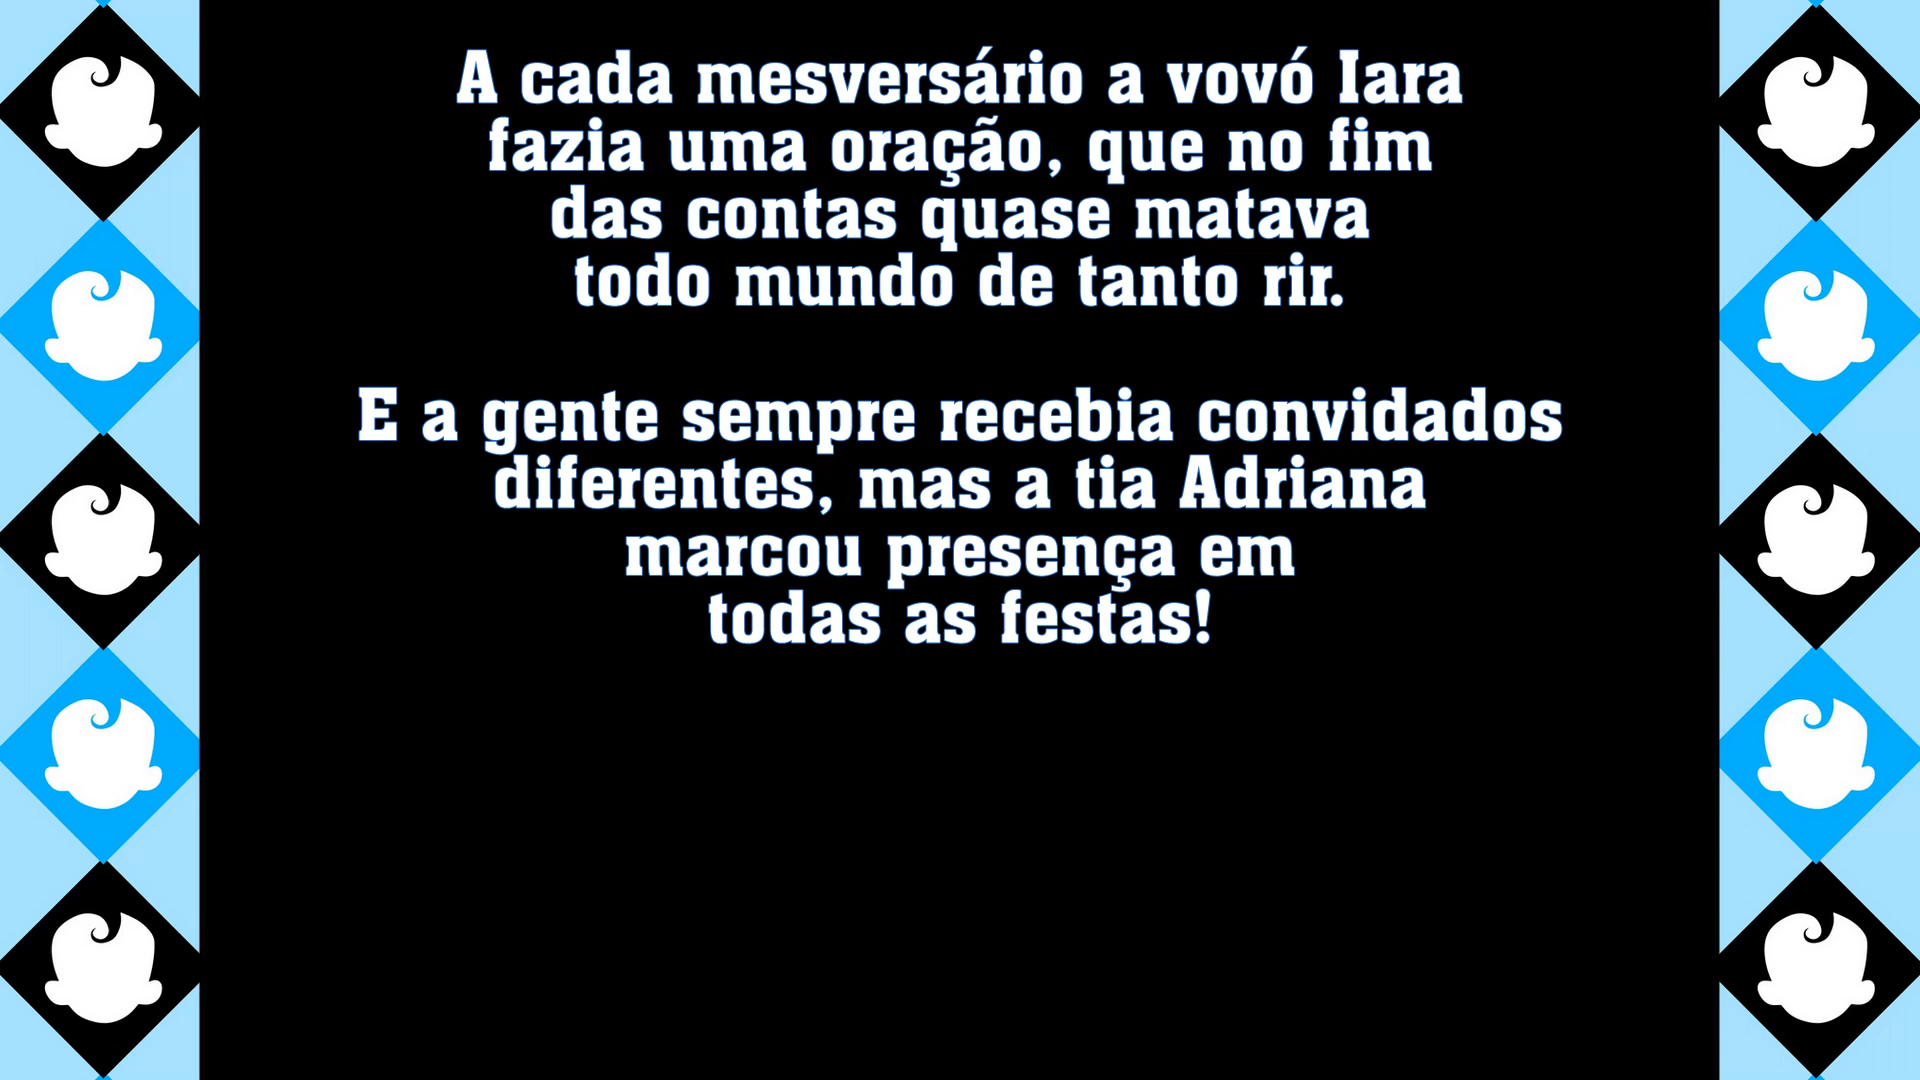 A cada mesversário a vovó Iara
fazia uma oração, que no fim
das contas quase matava
todo mundo de tanto rir.
E a gente sempre recebia convidados
diferentes, mas a tia Adriana
marcou presença em
todas as festas!